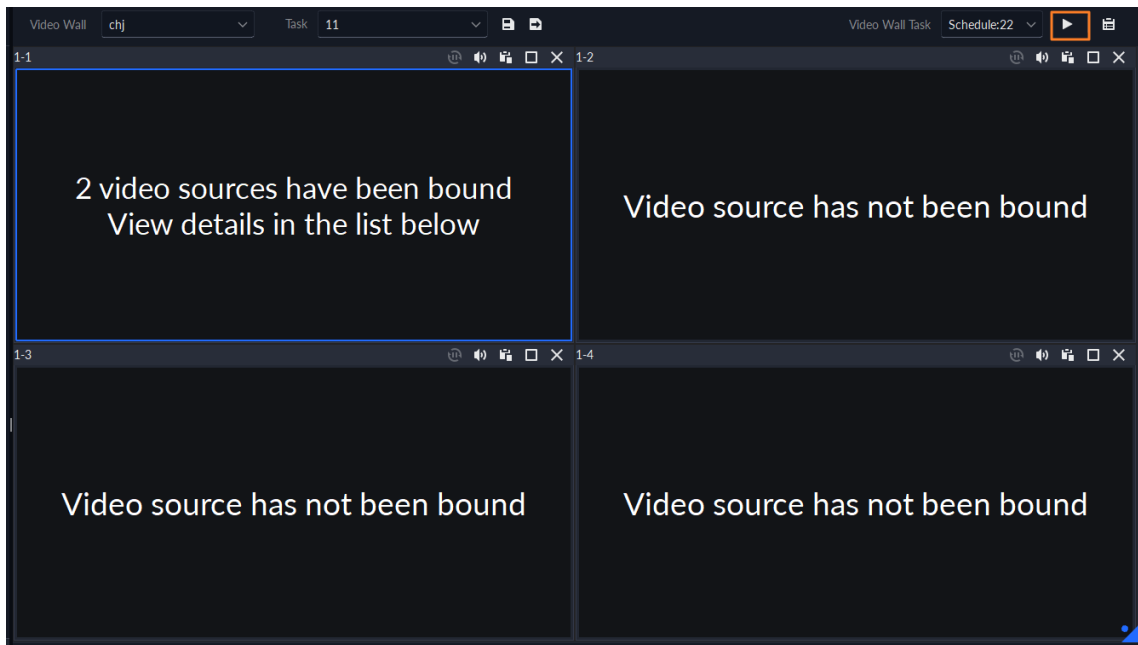 Video Wall chj Task 11 Video Wall Task Schedule:22
1-1 1-2
2 video sources have been bound
View details in the list below
Video source has not been bound
1-3 1-4
Video source has not been bound
Video source has not been bound